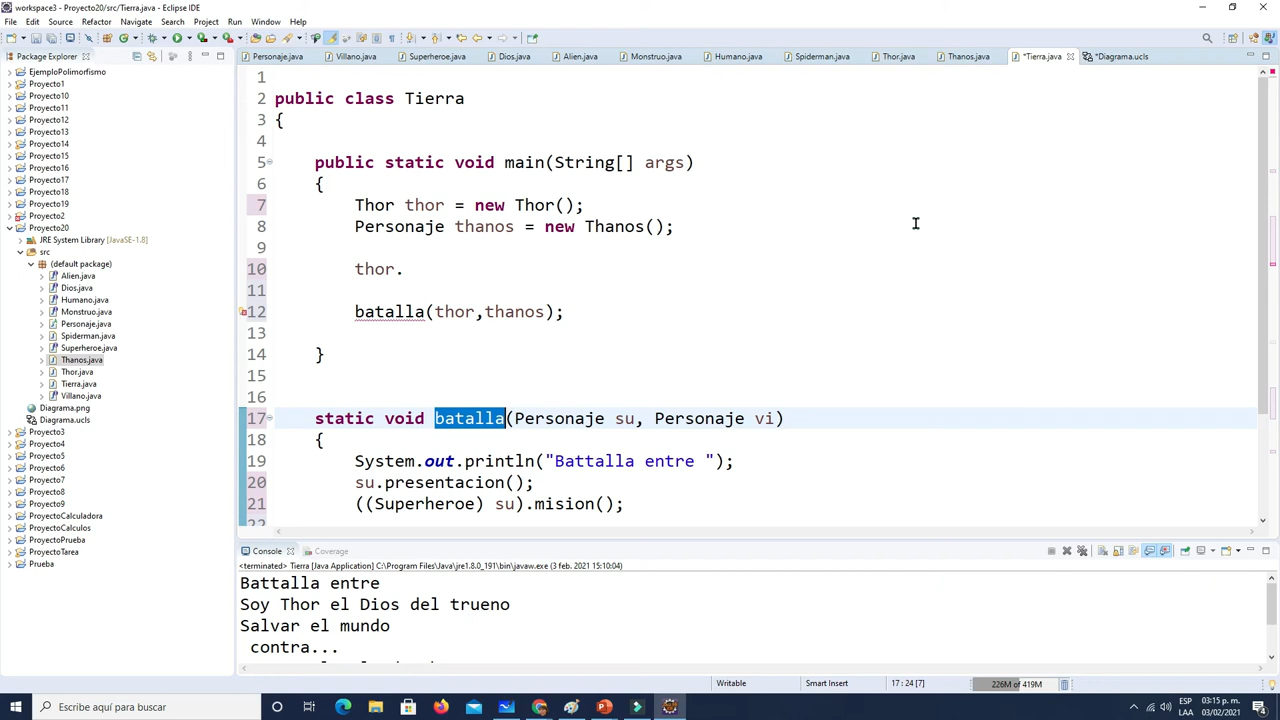 workspace3 - Proyecto20/src/Tierra.java - Eclipse IDE
File Edit Source Refactor Navigate Search Project Run Window Help
Package Explorer
Personaje.java Villano.java Superheroe.java Dios.java Alien.java Monstruo.java Humano.java Spiderman.java Thor.java Thanos.java *Tierra.java *Diagrama.ucls
EjemploPolimorfismo
Proyecto1
Proyecto10
Proyecto11
Proyecto12
Proyecto13
Proyecto14
Proyecto15
Proyecto16
Proyecto17
Proyecto18
Proyecto19
Proyecto2
Proyecto20
JRE System Library [JavaSE-1.8]
src
(default package)
Alien.java
Dios.java
Humano.java
Monstruo.java
Personaje.java
Spiderman.java
Superheroe.java
Thanos.java
Thor.java
Tierra.java
Villano.java
Diagrama.png
Diagrama.ucls
Proyecto3
Proyecto4
Proyecto5
Proyecto6
Proyecto7
Proyecto8
Proyecto9
ProyectoCalculadora
ProyectoCalculos
ProyectoPrueba
ProyectoTarea
Prueba
1
2 public class Tierra
3 {
4
5 public static void main(String[] args)
6 {
7 Thor thor = new Thor();
8 Personaje thanos = new Thanos();
9
10 thor.
11
12 batalla(thor,thanos);
13
14 }
15
16
17 static void batalla(Personaje su, Personaje vi)
18 {
19 System.out.println("Battalla entre ");
20 su.presentacion();
21 ((Superheroe) su).mision();
22
Console Coverage
<terminated> Tierra [Java Application] C:\Program Files\Java\jre1.8.0_191\bin\javaw.exe (3 feb. 2021 15:10:04)
Battalla entre
Soy Thor el Dios del trueno
Salvar el mundo
contra...
Writable Smart Insert 17 : 24 [7] 226M of 419M
Escribe aquí para buscar
ESP 03:15 p. m.
LAA 03/02/2021